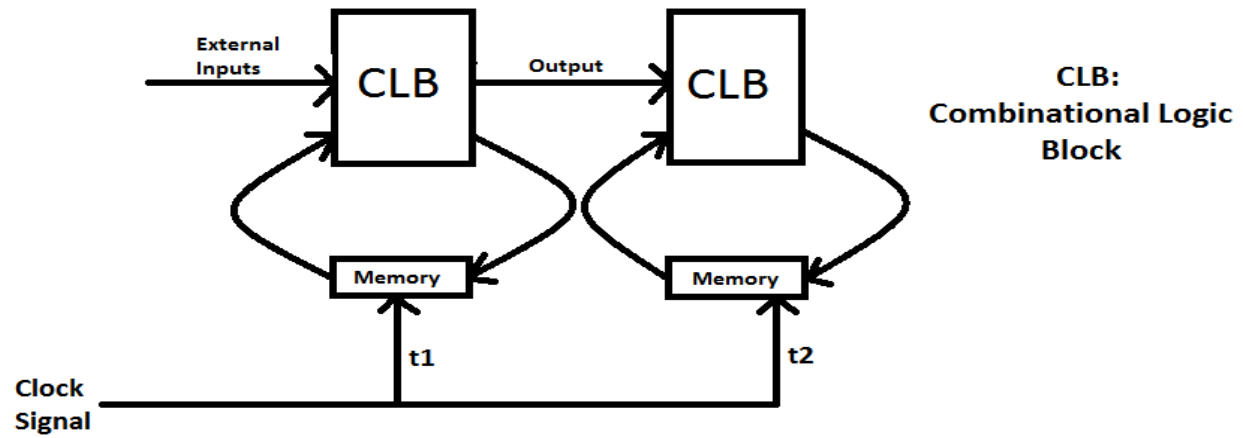 External
Inputs
CLB
Output
CLB
CLB:
Combinational Logic
Block
Memory
Memory
t1
t2
Clock
Signal